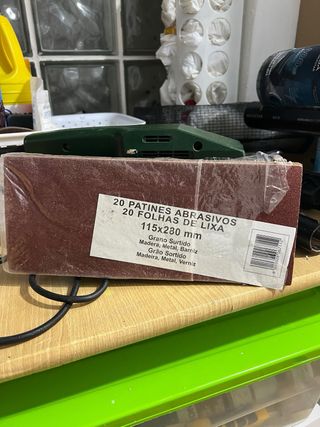 20 PATINES ABRASIVOS
20 FOLHAS DE LIXA
115x280 mm
Grano Surtido
Madera, Metal, Barniz
Grão Sortido
Madeira, Metal, Verniz